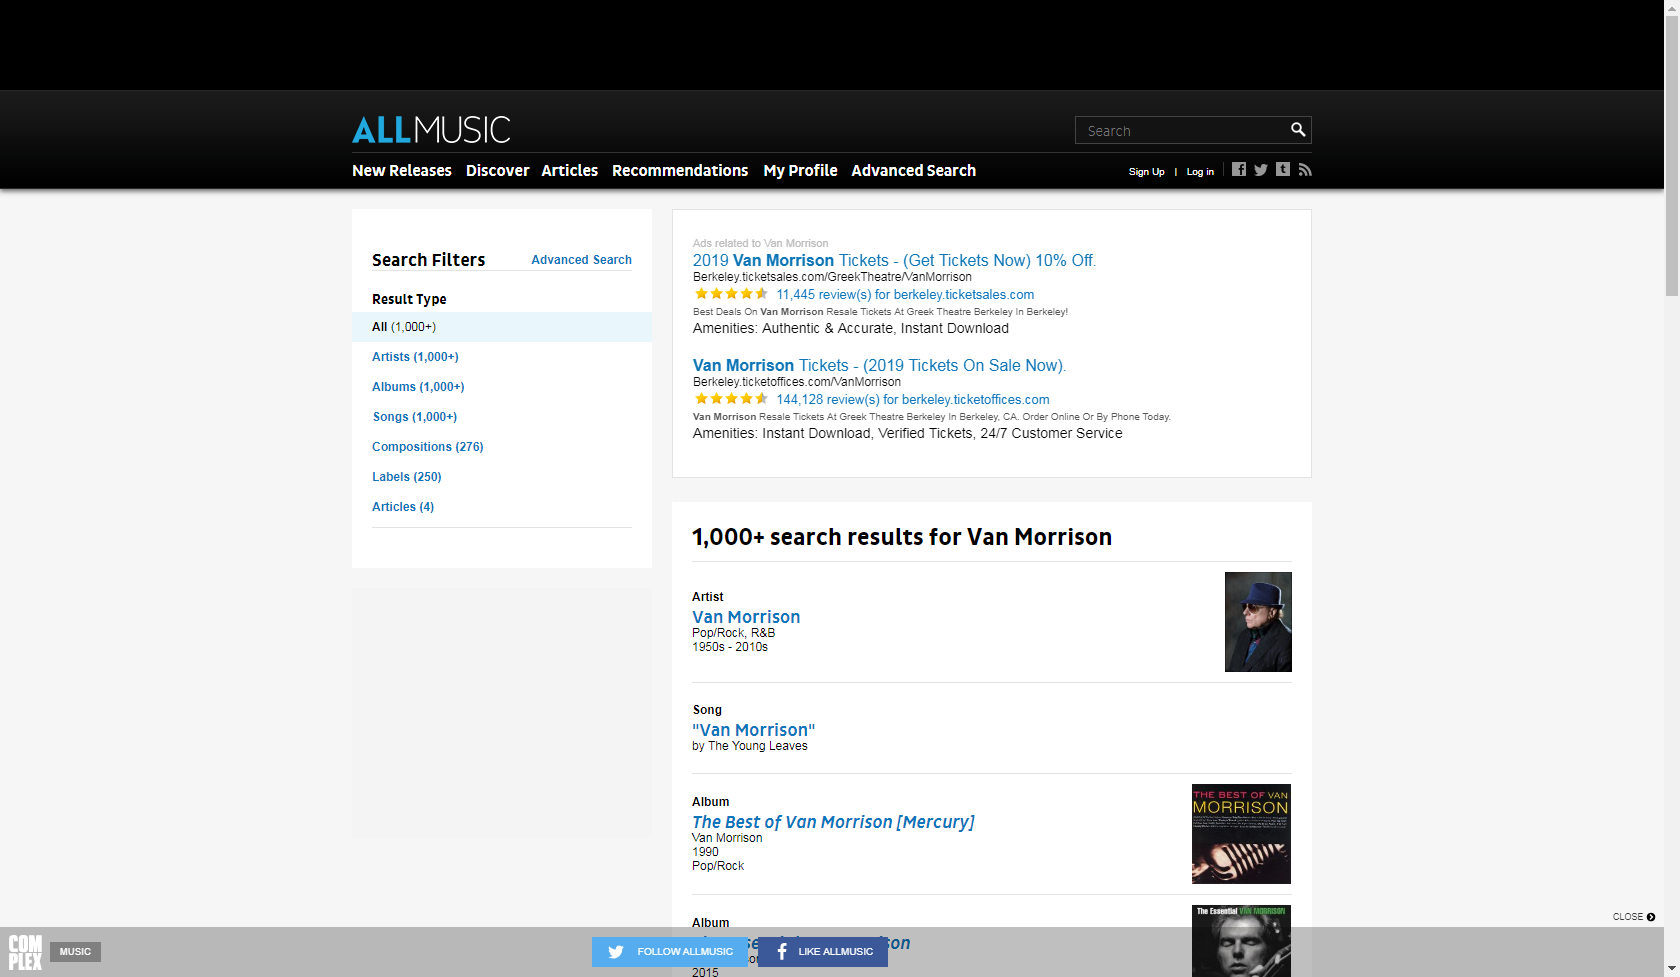 ALLMUSIC
Search
New Releases Discover Articles Recommendations My Profile Advanced Search
Sign Up | Log in
Search Filters Advanced Search
Result Type
All (1,000+)
Artists (1,000+)
Albums (1,000+)
Songs (1,000+)
Compositions (276)
Labels (250)
Articles (4)
Ads related to Van Morrison
2019 Van Morrison Tickets - (Get Tickets Now) 10% Off.
Berkeley.ticketsales.com/GreekTheatre/VanMorrison
11,445 review(s) for berkeley.ticketsales.com
Best Deals On Van Morrison Resale Tickets At Greek Theatre Berkeley In Berkeley!
Amenities: Authentic & Accurate, Instant Download
Van Morrison Tickets - (2019 Tickets On Sale Now).
Berkeley.ticketoffices.com/VanMorrison
144,128 review(s) for berkeley.ticketoffices.com
Van Morrison Resale Tickets At Greek Theatre Berkeley In Berkeley, CA. Order Online Or By Phone Today.
Amenities: Instant Download, Verified Tickets, 24/7 Customer Service
1,000+ search results for Van Morrison
Artist
Van Morrison
Pop/Rock, R&B
1950s - 2010s
Song
"Van Morrison"
by The Young Leaves
Album
The Best of Van Morrison [Mercury]
Van Morrison
1990
Pop/Rock
THE BEST OF VAN
MORRISON
Album
2015
The Essential VAN MORRISON
CLOSE
COM
PLEX
MUSIC
FOLLOW ALLMUSIC
LIKE ALLMUSIC